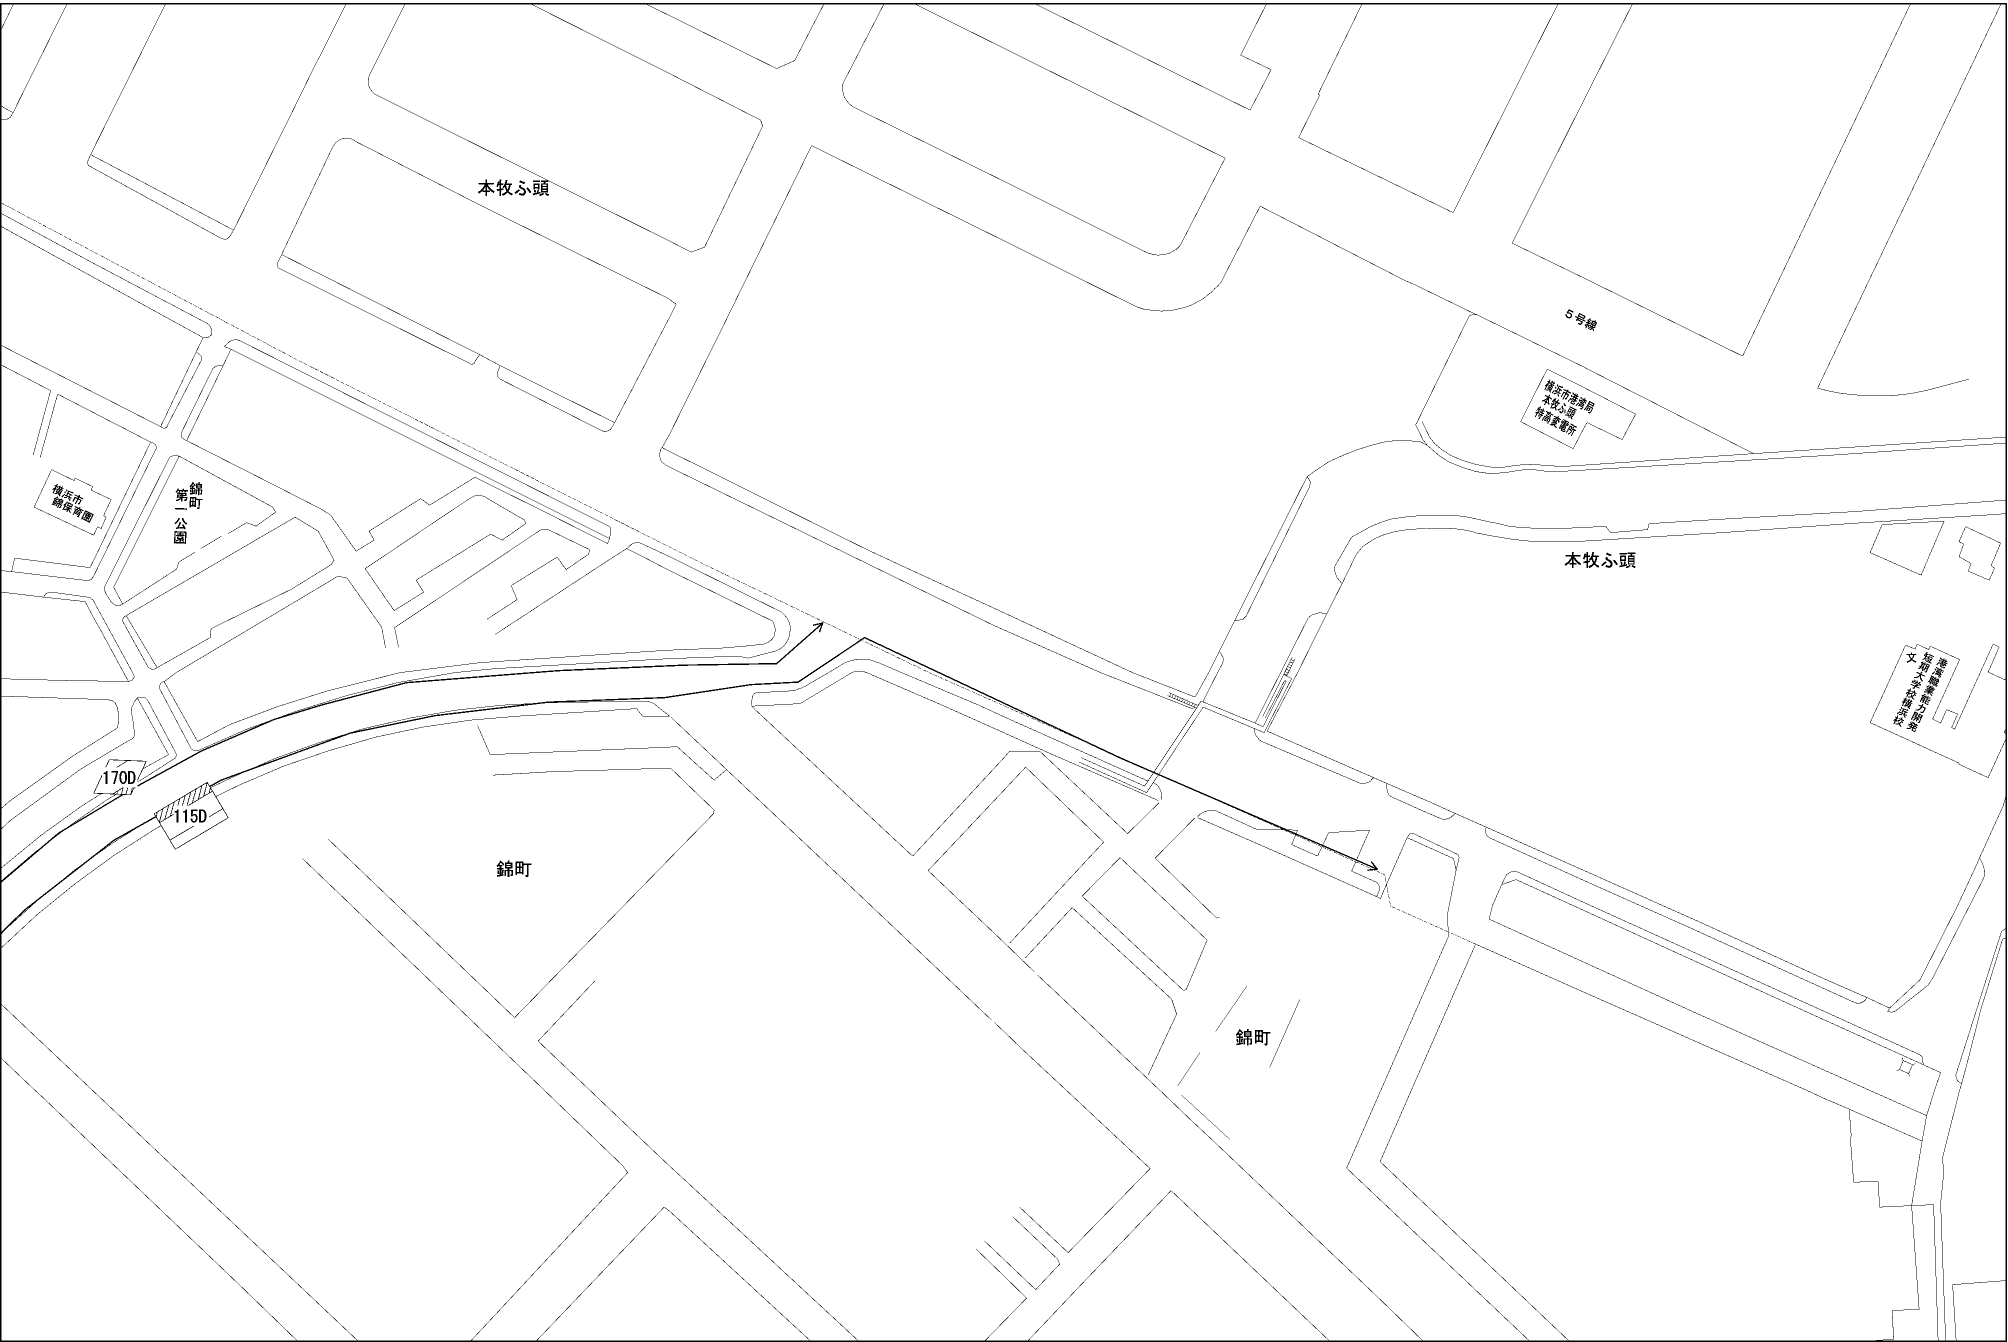 本牧ふ頭
5号線
横浜市港湾局
本牧ふ頭
特高変電所
横浜市
錦保育園
錦町
第一公園
本牧ふ頭
港湾職業能力開発
短期大学校横浜校
文
170D
115D
錦町
錦町